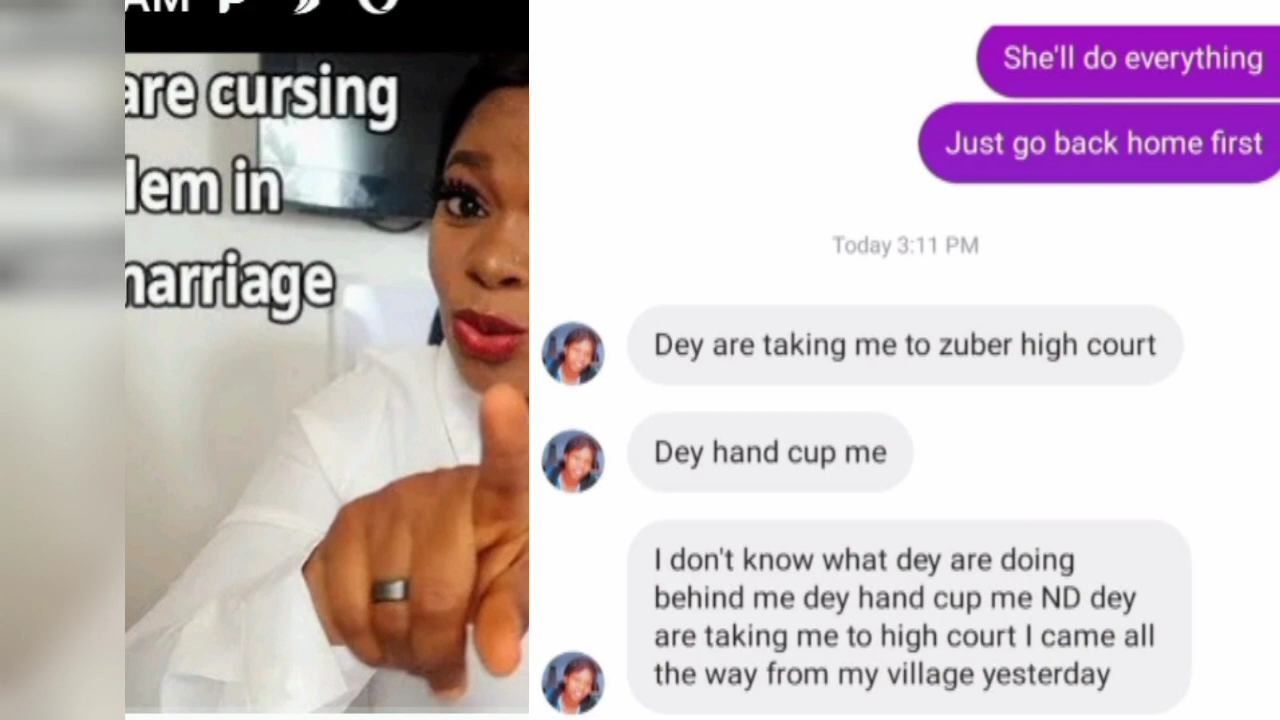 AM
are cursing
lem in
narriage
She'll do everything
Just go back home first
Today 3:11 PM
Dey are taking me to zuber high court
Dey hand cup me
I don't know what dey are doing
behind me dey hand cup me ND dey
are taking me to high court I came all
the way from my village yesterday